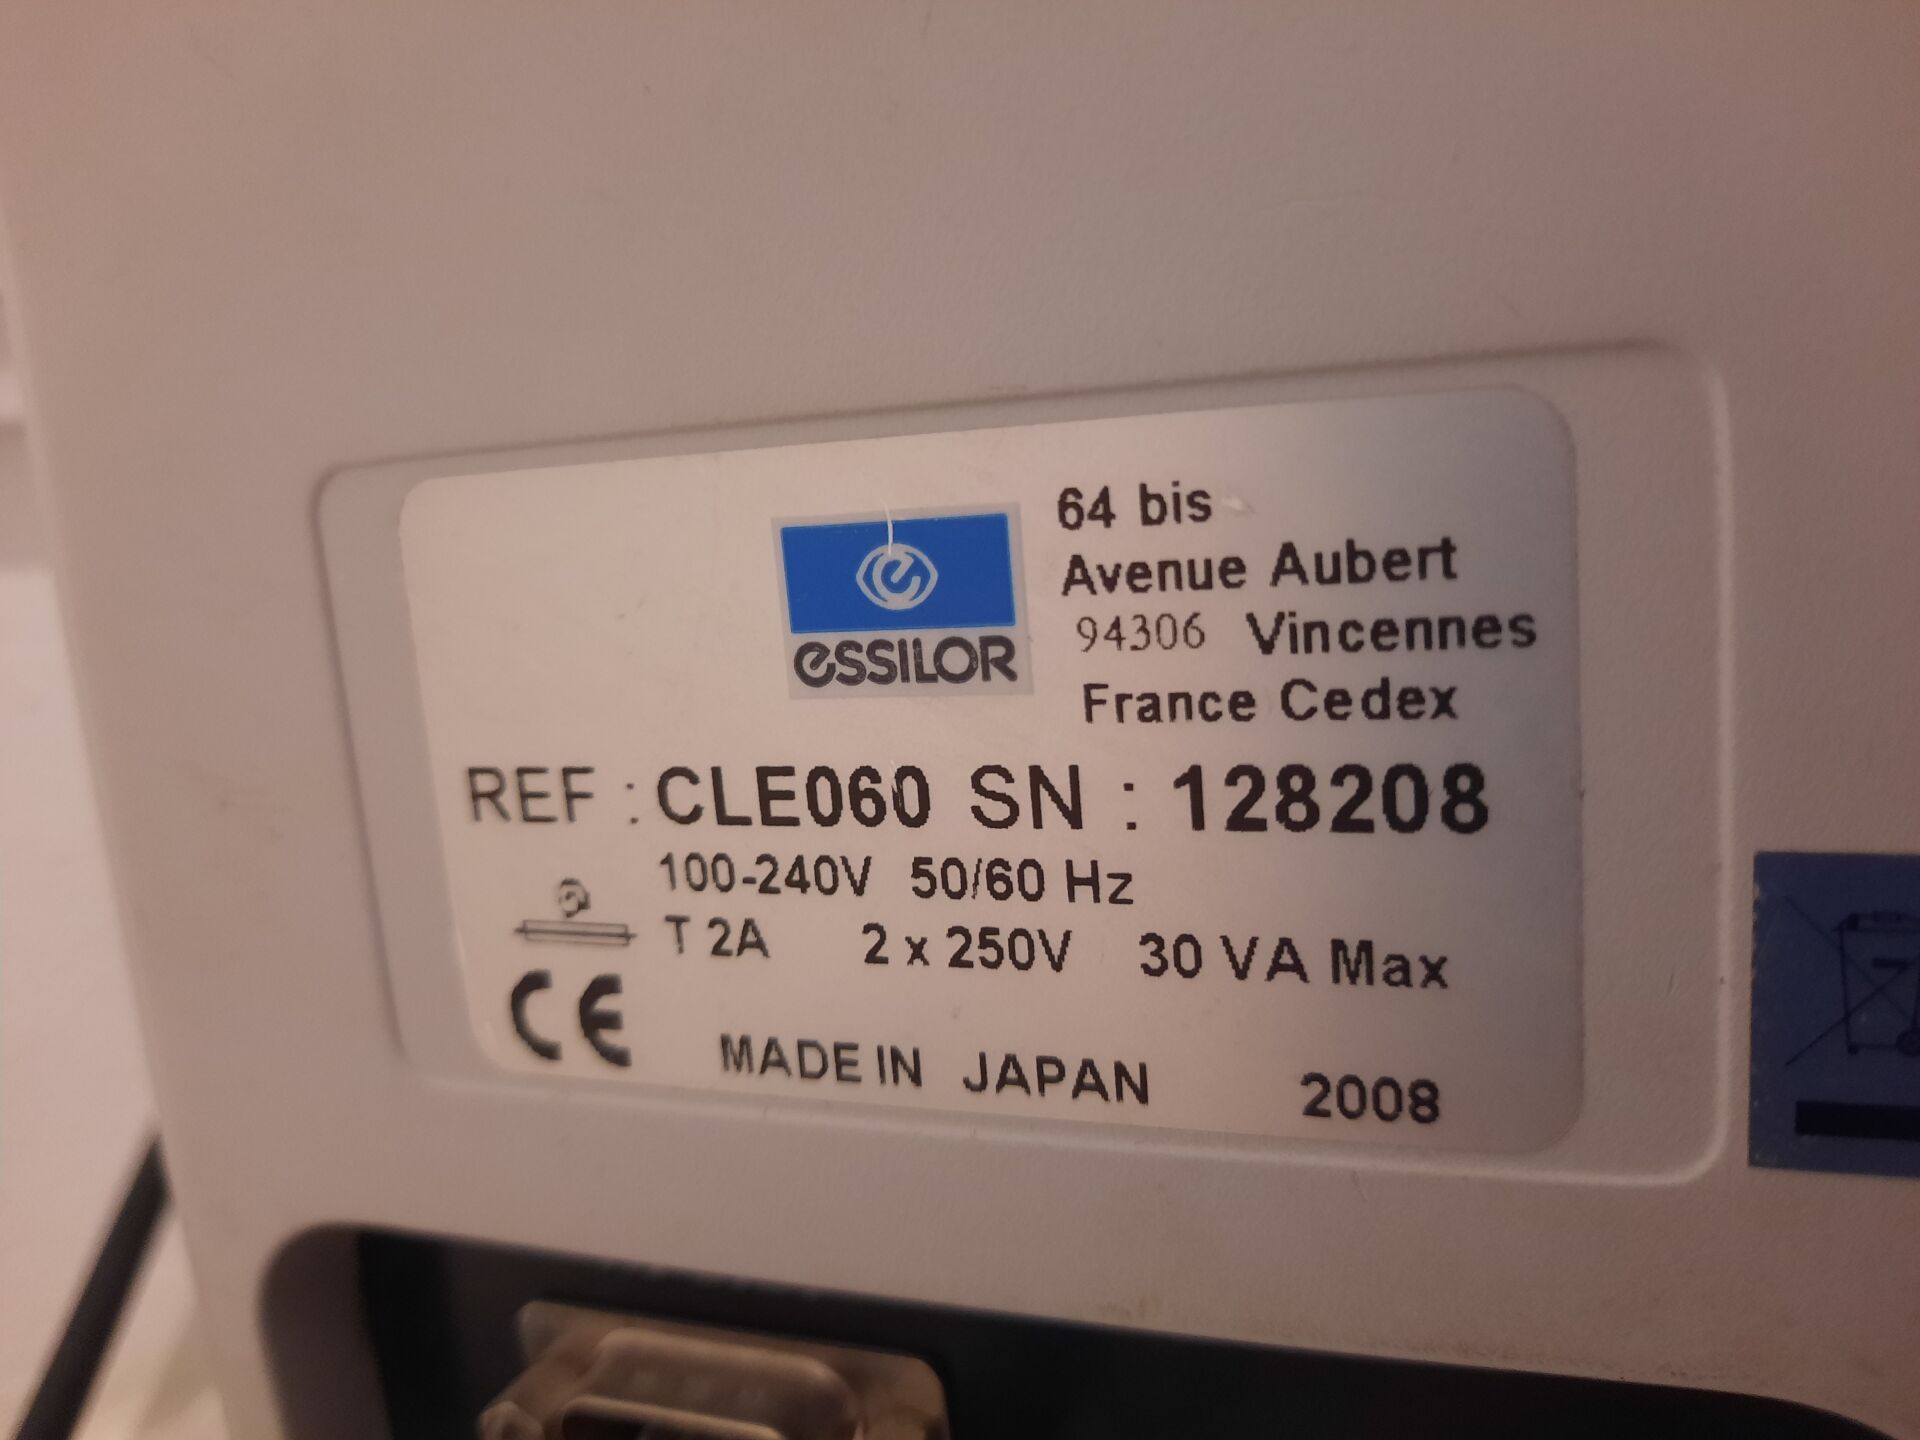 64 bis
Avenue Aubert
94306 Vincennes
France Cedex
essilor
REF : CLE060 SN : 128208
100-240V 50/60 Hz
T 2A 2 x 250V 30 VA Max
CE
MADE IN JAPAN 2008